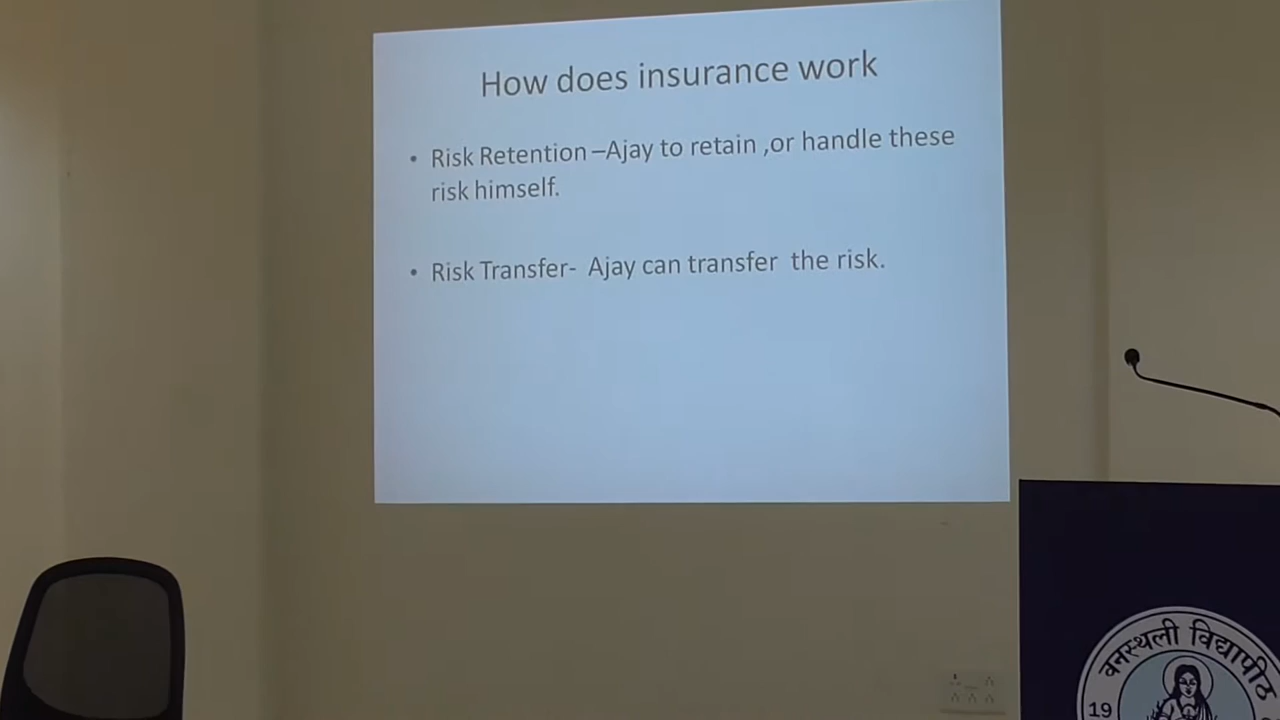 How does insurance work
• Risk Retention –Ajay to retain ,or handle these
risk himself.
• Risk Transfer- Ajay can transfer the risk.
वनस्थली विद्यापीठ
19